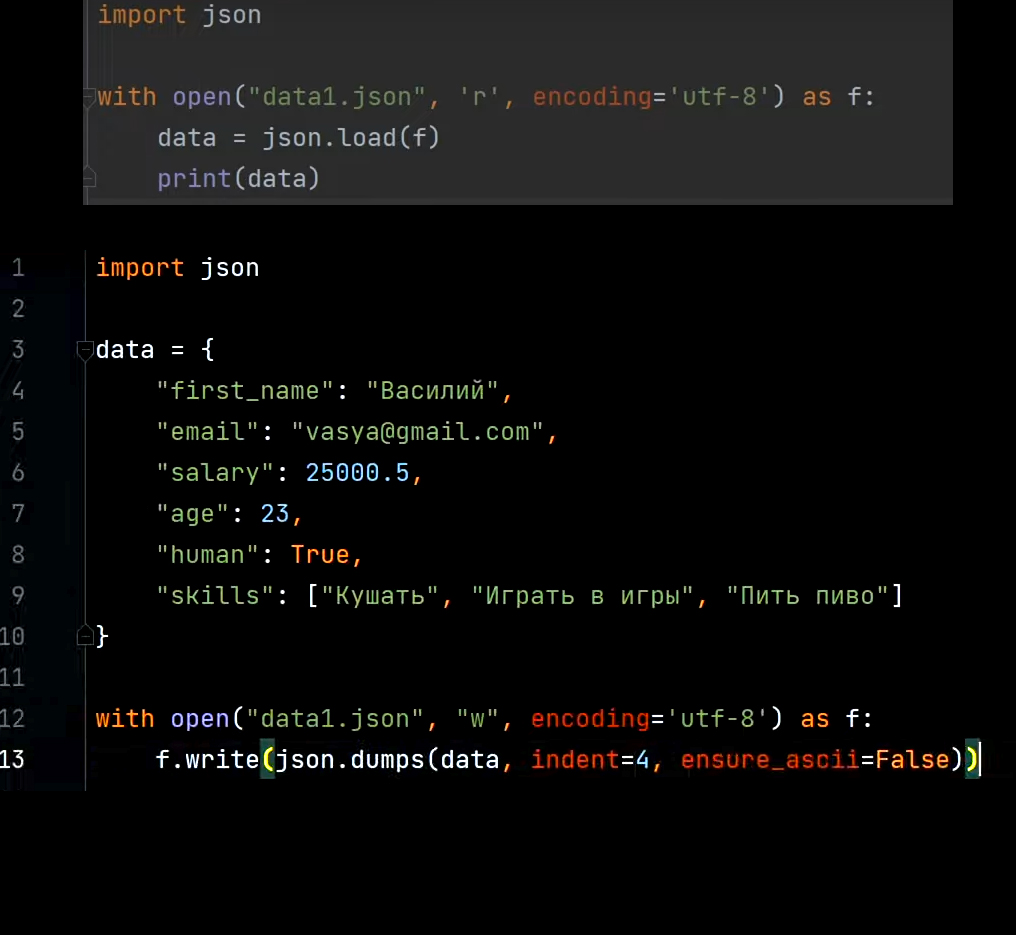 import json
with open("data1.json", 'r', encoding='utf-8') as f:
    data = json.load(f)
    print(data)
1 import json
2
3 data = {
4     "first_name": "Василий",
5     "email": "vasya@gmail.com",
6     "salary": 25000.5,
7     "age": 23,
8     "human": True,
9     "skills": ["Кушать", "Играть в игры", "Пить пиво"]
10 }
11
12 with open("data1.json", "w", encoding='utf-8') as f:
13     f.write(json.dumps(data, indent=4, ensure_ascii=False))